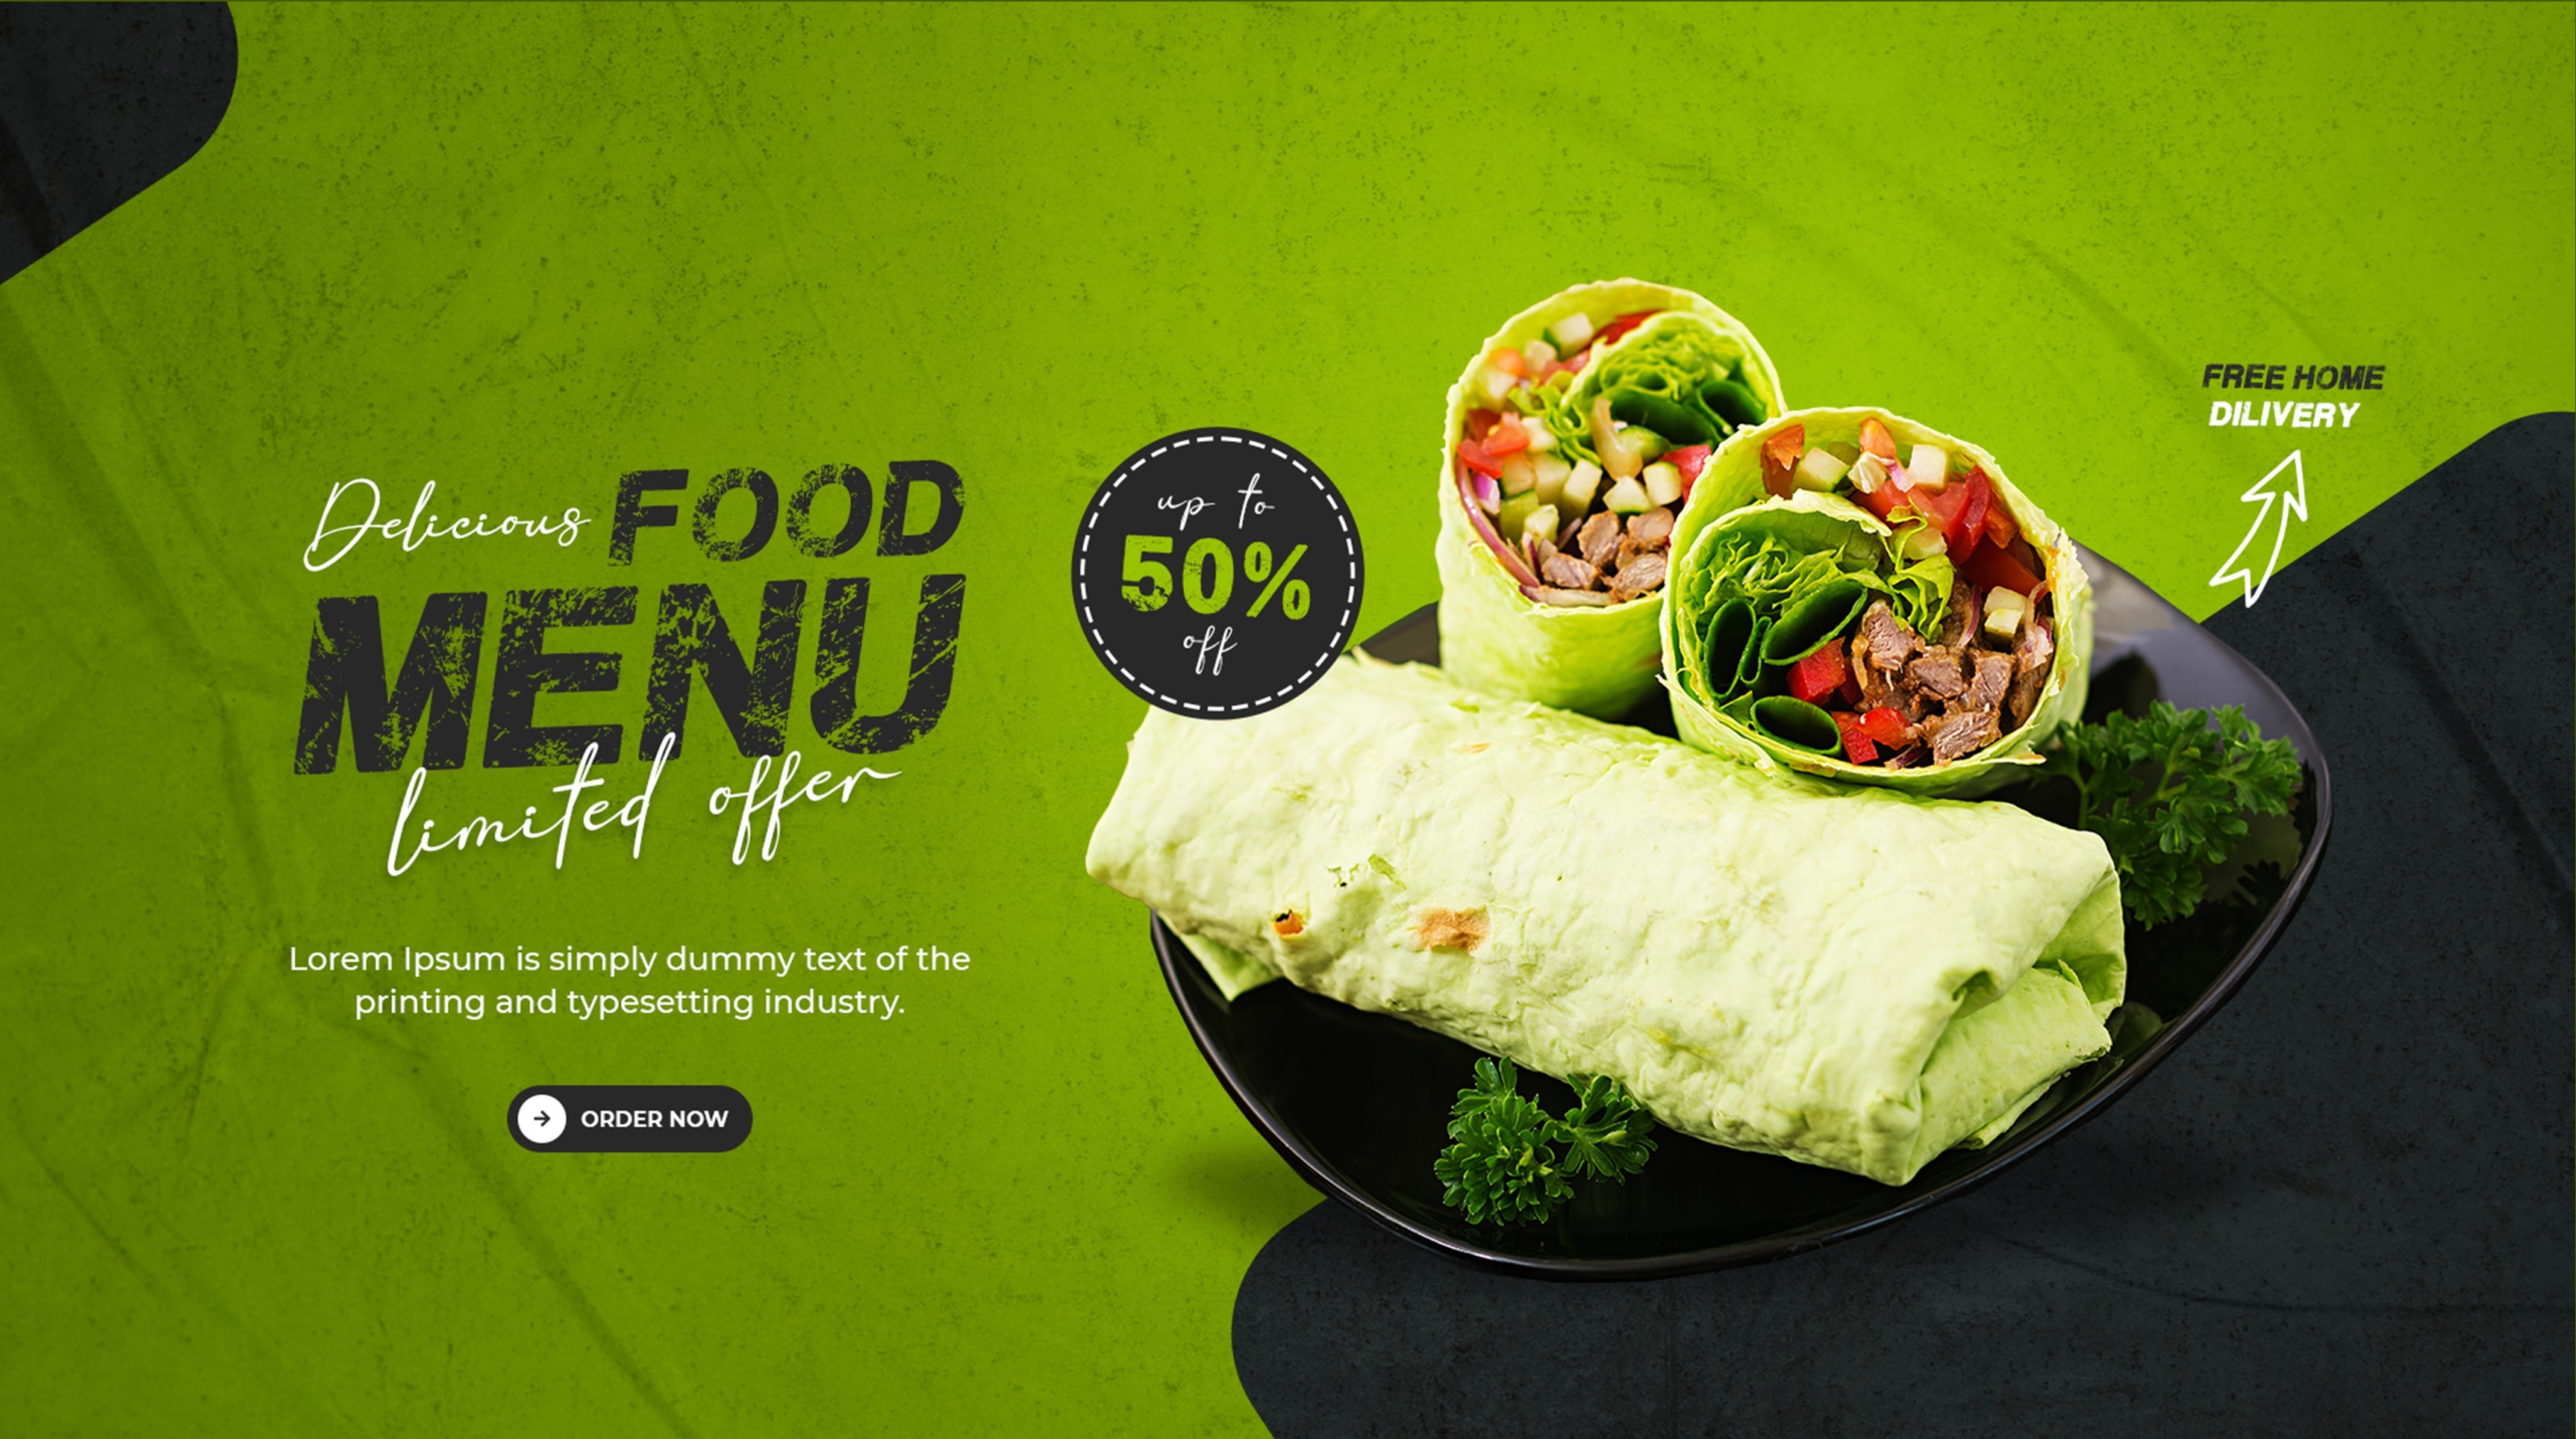 Delicious FOOD
MENU
limited offer
Lorem Ipsum is simply dummy text of the
printing and typesetting industry.
ORDER NOW
up to
50%
off
FREE HOME
DILIVERY